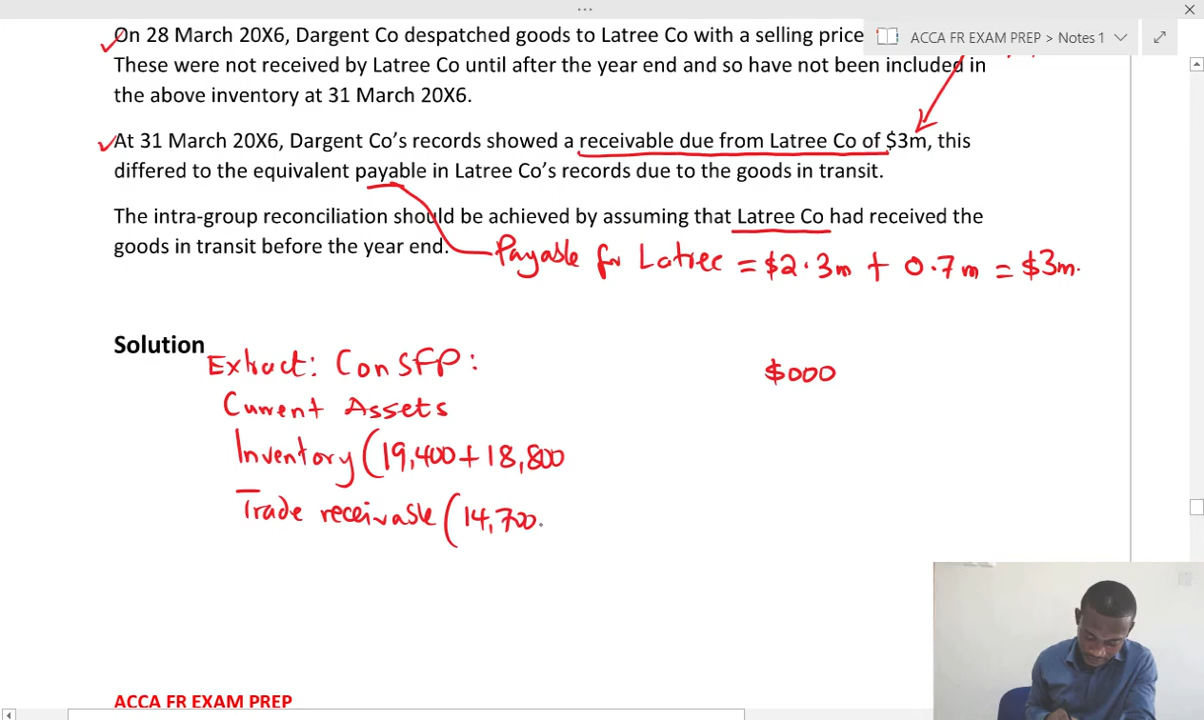 On 28 March 20X6, Dargent Co despatched goods to Latree Co with a selling price
ACCA FR EXAM PREP > Notes 1
These were not received by Latree Co until after the year end and so have not been included in
the above inventory at 31 March 20X6.
At 31 March 20X6, Dargent Co's records showed a receivable due from Latree Co of $3m, this
differed to the equivalent payable in Latree Co's records due to the goods in transit.
The intra-group reconciliation should be achieved by assuming that Latree Co had received the
goods in transit before the year end.
Payable for Latree = $2.3m + 0.7m = $3m.
Solution
Extract: ConSFP:
$000
Current Assets
Inventory (19,400+18,800
Trade receivable (14,700
ACCA FR EXAM PREP